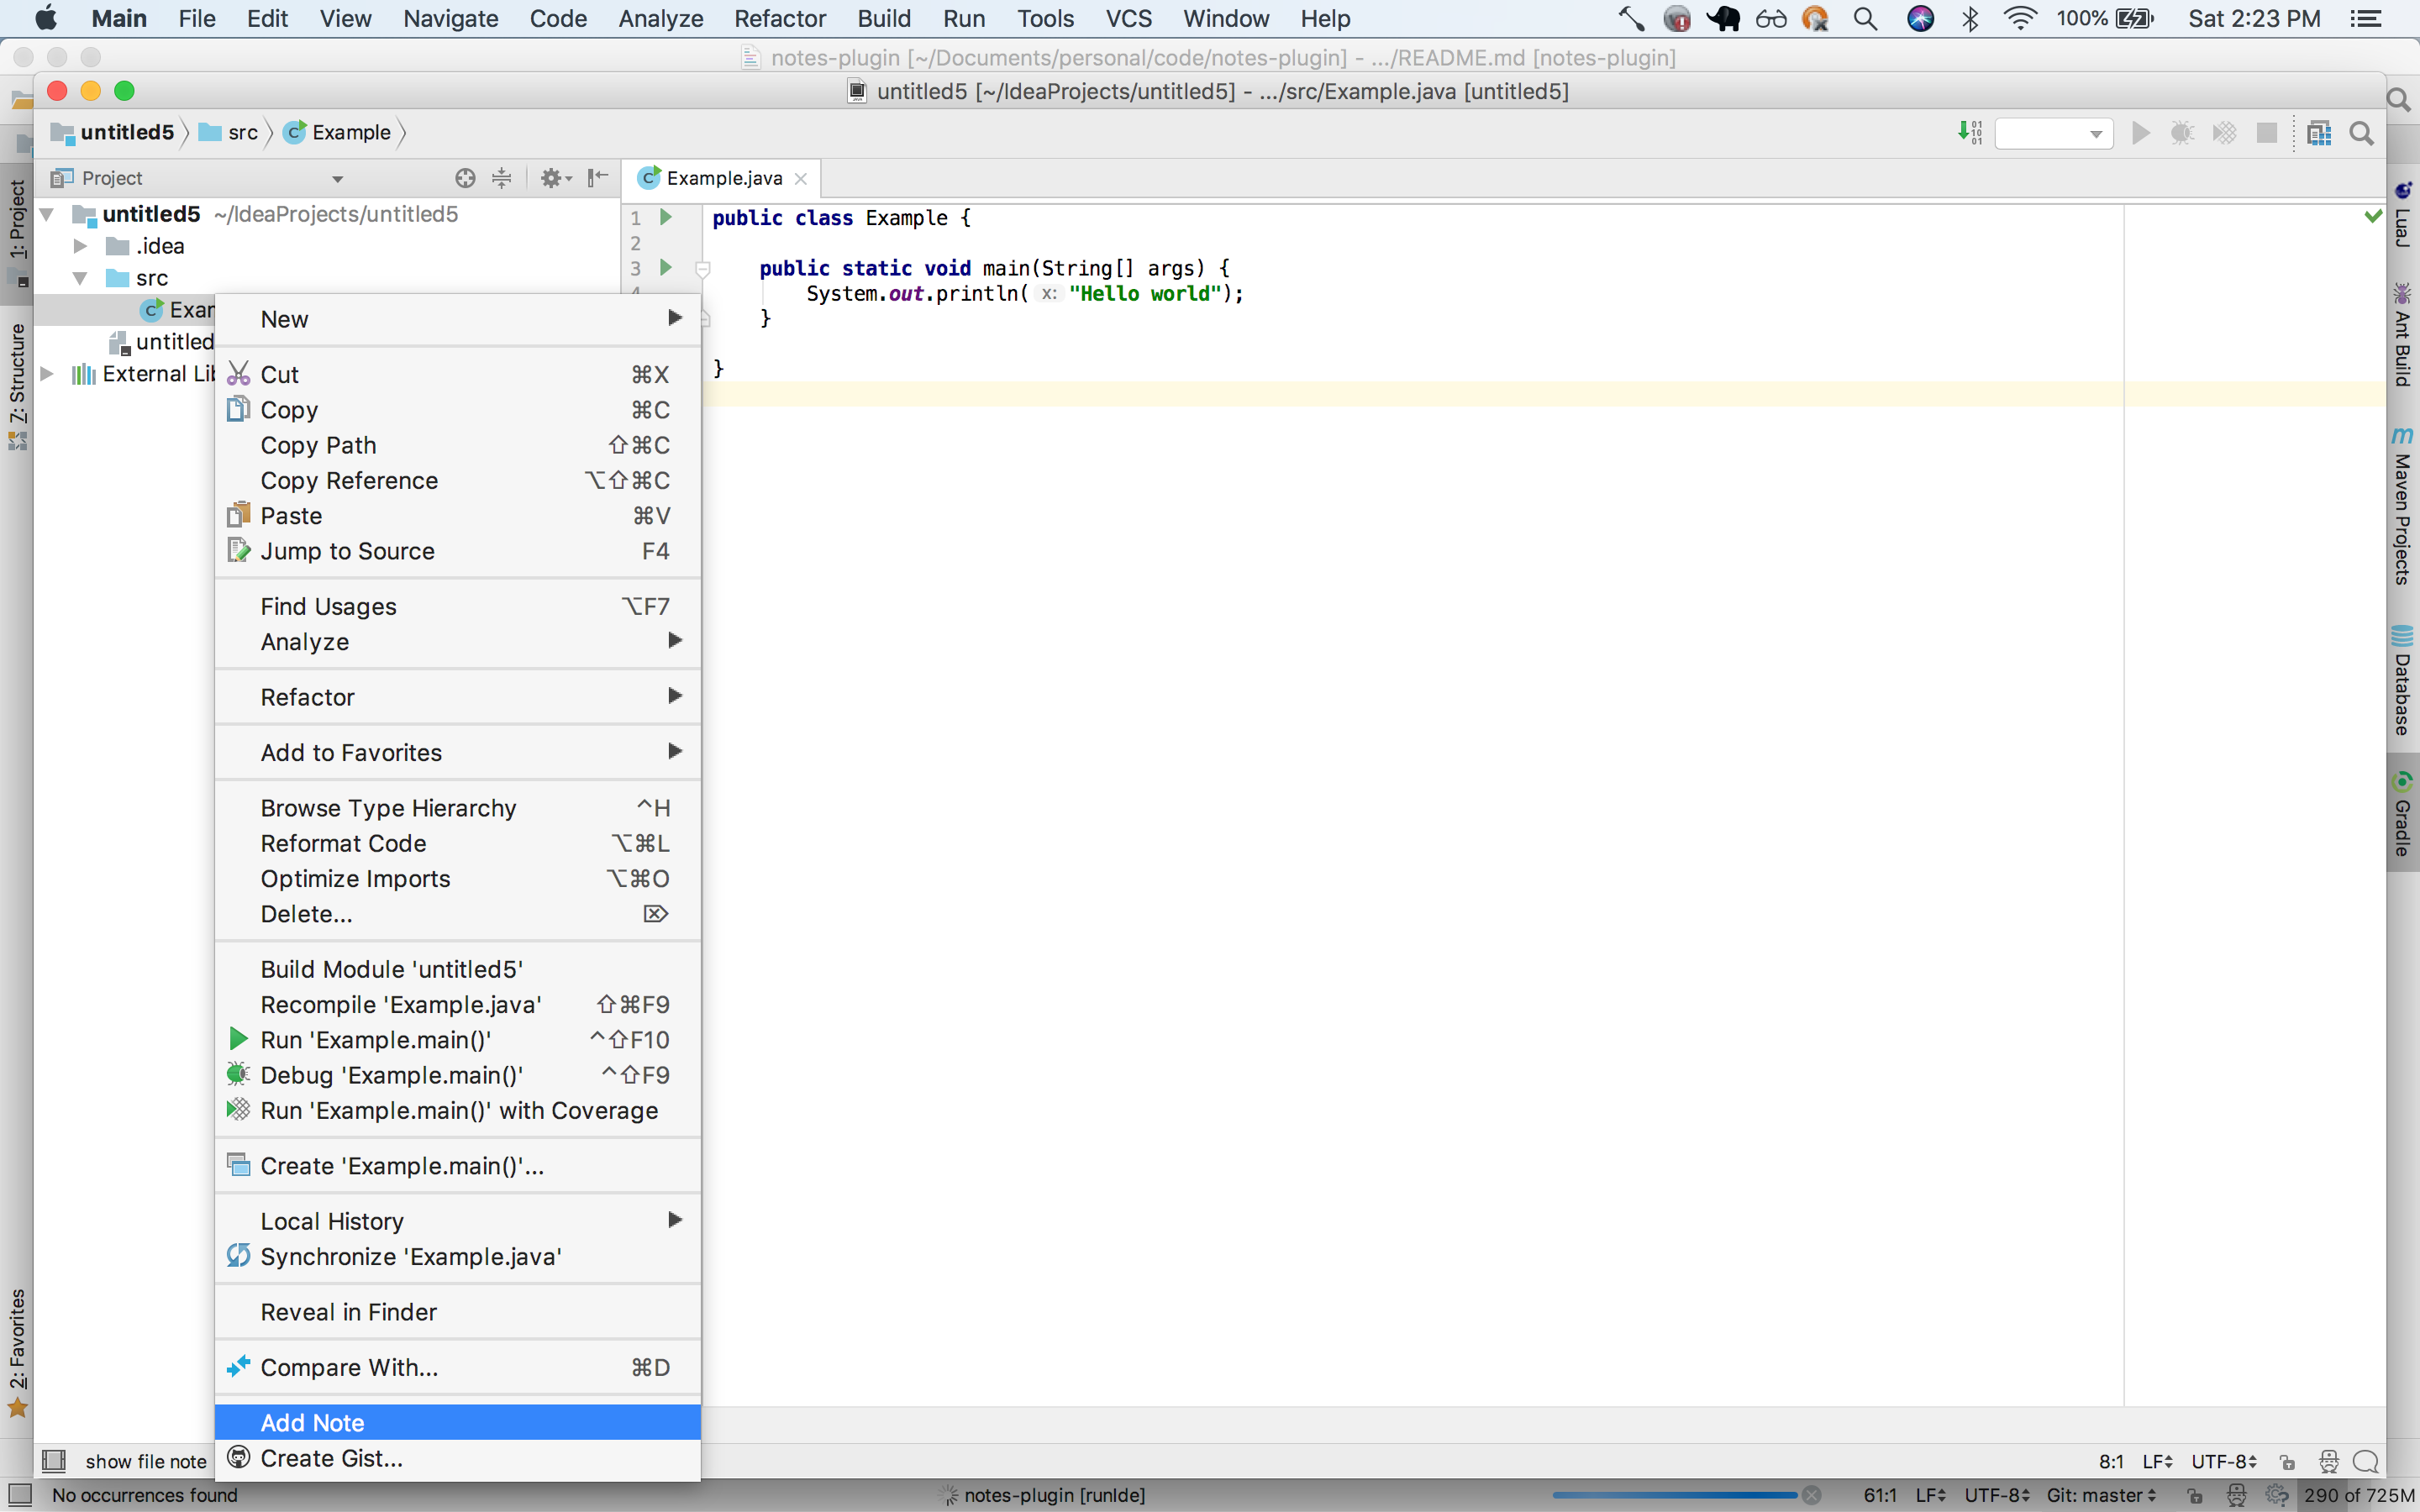 Main File Edit View Navigate Code Analyze Refactor Build Run Tools VCS Window Help 100% Sat 2:23 PM
notes-plugin [~/Documents/personal/code/notes-plugin] - .../README.md [notes-plugin]
untitled5 [~/IdeaProjects/untitled5] - .../src/Example.java [untitled5]
untitled5 src Example
Project
Example.java
1: Project
Z: Structure
2: Favorites
untitled5 ~/IdeaProjects/untitled5
.idea
src
Exam
untitled
External Lib
1 public class Example {
2
3 public static void main(String[] args) {
4 System.out.println( x: "Hello world");
}
}
New
Cut ⌘X
Copy ⌘C
Copy Path ⇧⌘C
Copy Reference ⌥⇧⌘C
Paste ⌘V
Jump to Source F4
Find Usages ⌥F7
Analyze
Refactor
Add to Favorites
Browse Type Hierarchy ^H
Reformat Code ⌥⌘L
Optimize Imports ⌥⌘O
Delete... ⌦
Build Module 'untitled5'
Recompile 'Example.java' ⇧⌘F9
Run 'Example.main()' ^⇧F10
Debug 'Example.main()' ^⇧F9
Run 'Example.main()' with Coverage
Create 'Example.main()'...
Local History
Synchronize 'Example.java'
Reveal in Finder
Compare With... ⌘D
Add Note
Create Gist...
LuaJ
Ant Build
Maven Projects
Database
Gradle
show file note
8:1 LF UTF-8
No occurrences found
notes-plugin [runIde]
61:1 LF UTF-8 Git: master 290 of 725M